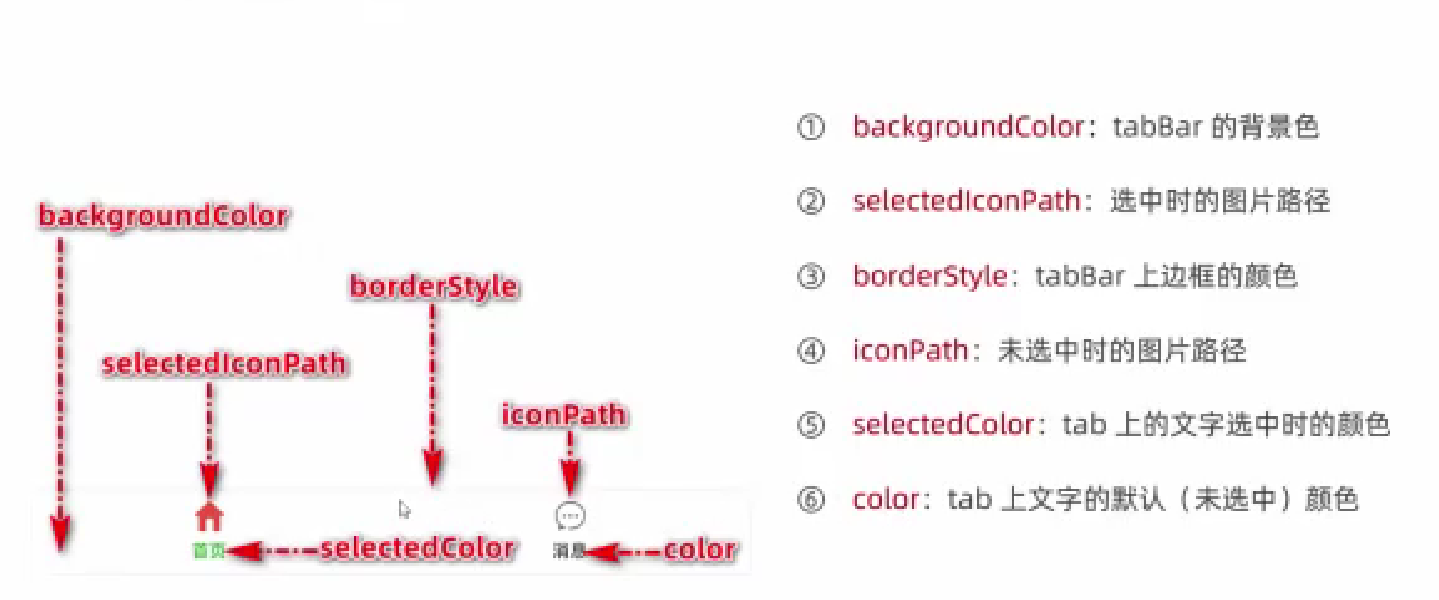 backgroundColor
borderStyle
selectedIconPath
iconPath
首页
selectedColor
消息
color
① backgroundColor：tabBar 的背景色
② selectedIconPath：选中时的图片路径
③ borderStyle：tabBar 上边框的颜色
④ iconPath：未选中时的图片路径
⑤ selectedColor：tab 上的文字选中时的颜色
⑥ color：tab 上文字的默认（未选中）颜色